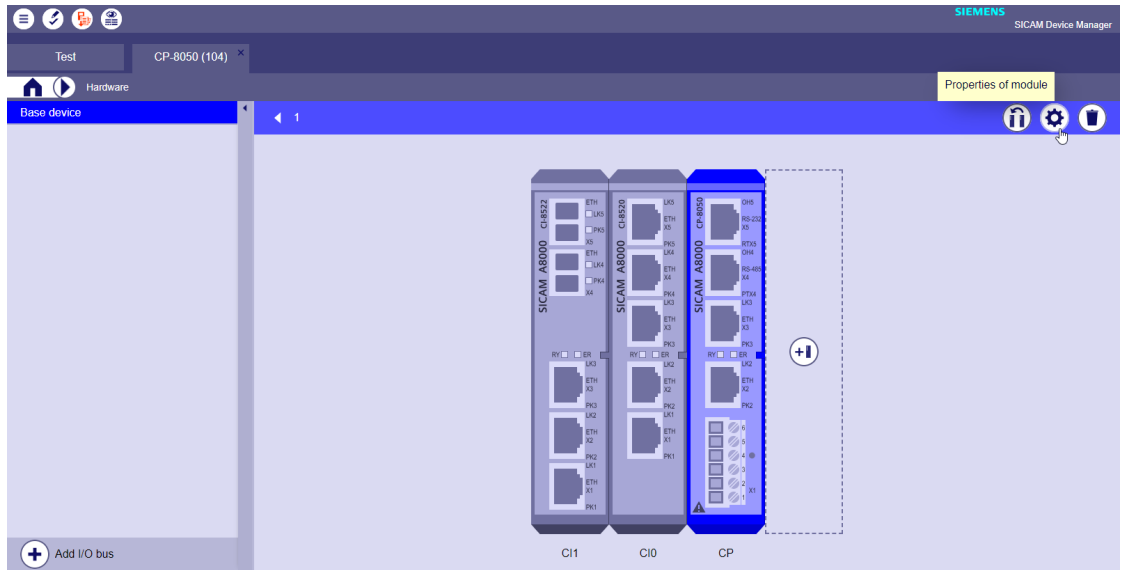 SIEMENS
SICAM Device Manager
Test
CP-8050 (104) ×
Hardware
Properties of module
Base device
1
CI-8522
SICAM A8000
ETH
LK5
PK5
X5
ETH
LK4
PK4
X4
RY
ER
LK3
ETH
X3
PK3
LK2
ETH
X2
PK2
LK1
ETH
X1
PK1
CI-8520
SICAM A8000
LK5
ETH
X5
PK5
LK4
ETH
X4
PK4
LK3
ETH
X3
PK3
RY
ER
LK2
ETH
X2
PK2
LK1
ETH
X1
PK1
CP-8050
SICAM A8000
OH5
RS-232
X5
RTX5
OH4
RS-485
X4
PTX4
LK3
ETH
X3
PK3
RY
ER
LK2
ETH
X2
PK2
6
5
4
3
2
X1
1
Add I/O bus
CI1
CI0
CP